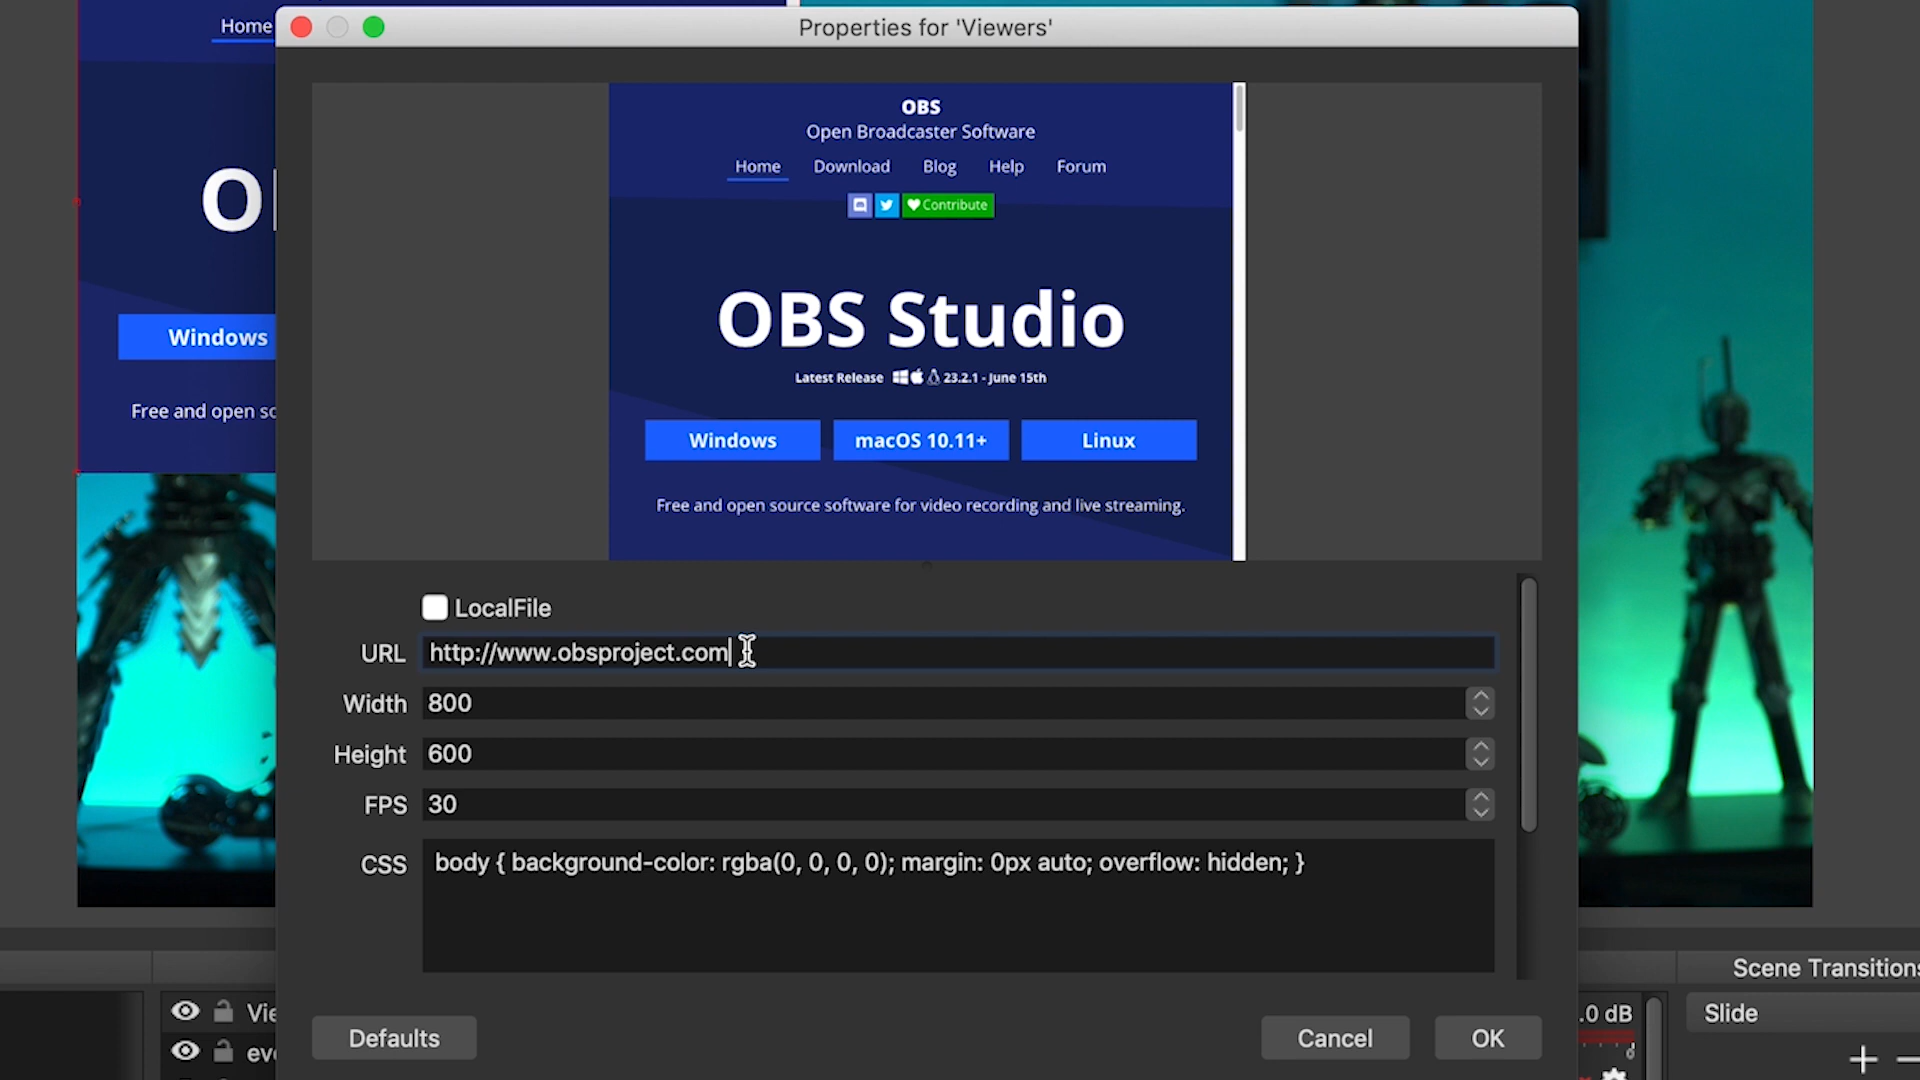 Home
Properties for 'Viewers'
OBS
Open Broadcaster Software
Home Download Blog Help Forum
Contribute
OBS Studio
Latest Release 23.2.1 - June 15th
Windows macOS 10.11+ Linux
Free and open source software for video recording and live streaming.
Windows
Free and open
LocalFile
URL http://www.obsproject.com
Width 800
Height 600
FPS 30
CSS body { background-color: rgba(0, 0, 0, 0); margin: 0px auto; overflow: hidden; }
Defaults Cancel OK
.0 dB
Scene Transitions
Slide